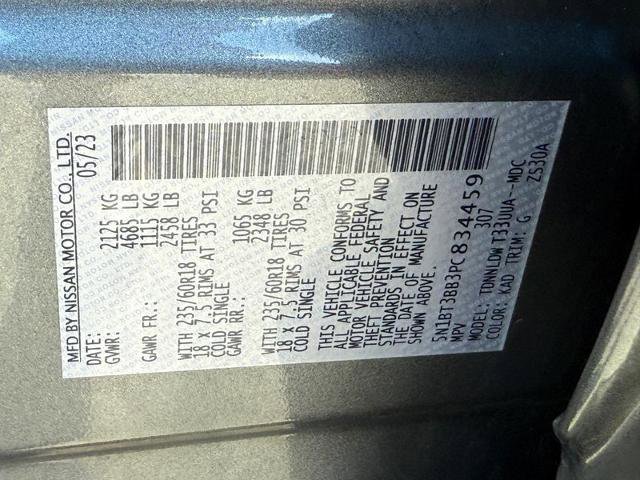 MFD BY NISSAN MOTOR CO., LTD.
DATE: 05/23
GVWR: 2125 KG
4685 LB
GAWR FR.: 1115 KG
2458 LB
WITH 235/60R18 TIRES
18 X 7.5 RIMS AT 33 PSI
COLD SINGLE
GAWR RR.: 1065 KG
2348 LB
WITH 235/60R18 TIRES
18 X 7.5 RIMS AT 30 PSI
COLD SINGLE
THIS VEHICLE CONFORMS TO
ALL APPLICABLE FEDERAL
MOTOR VEHICLE SAFETY AND
THEFT PREVENTION
STANDARDS IN EFFECT ON
THE DATE OF MANUFACTURE
SHOWN ABOVE.
5N1BT3BB3PC834459
MPV 307
MODEL: TDNNLDWT33UUA--MDC
COLOR: KAD TRIM: G ZS30A